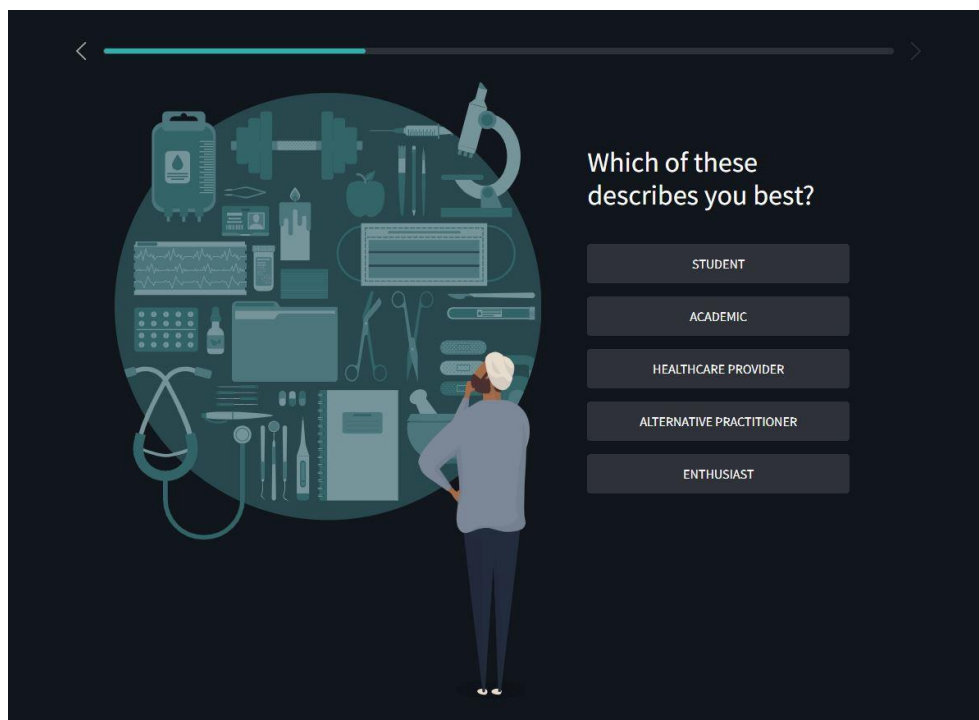 Which of these
describes you best?
STUDENT
ACADEMIC
HEALTHCARE PROVIDER
ALTERNATIVE PRACTITIONER
ENTHUSIAST